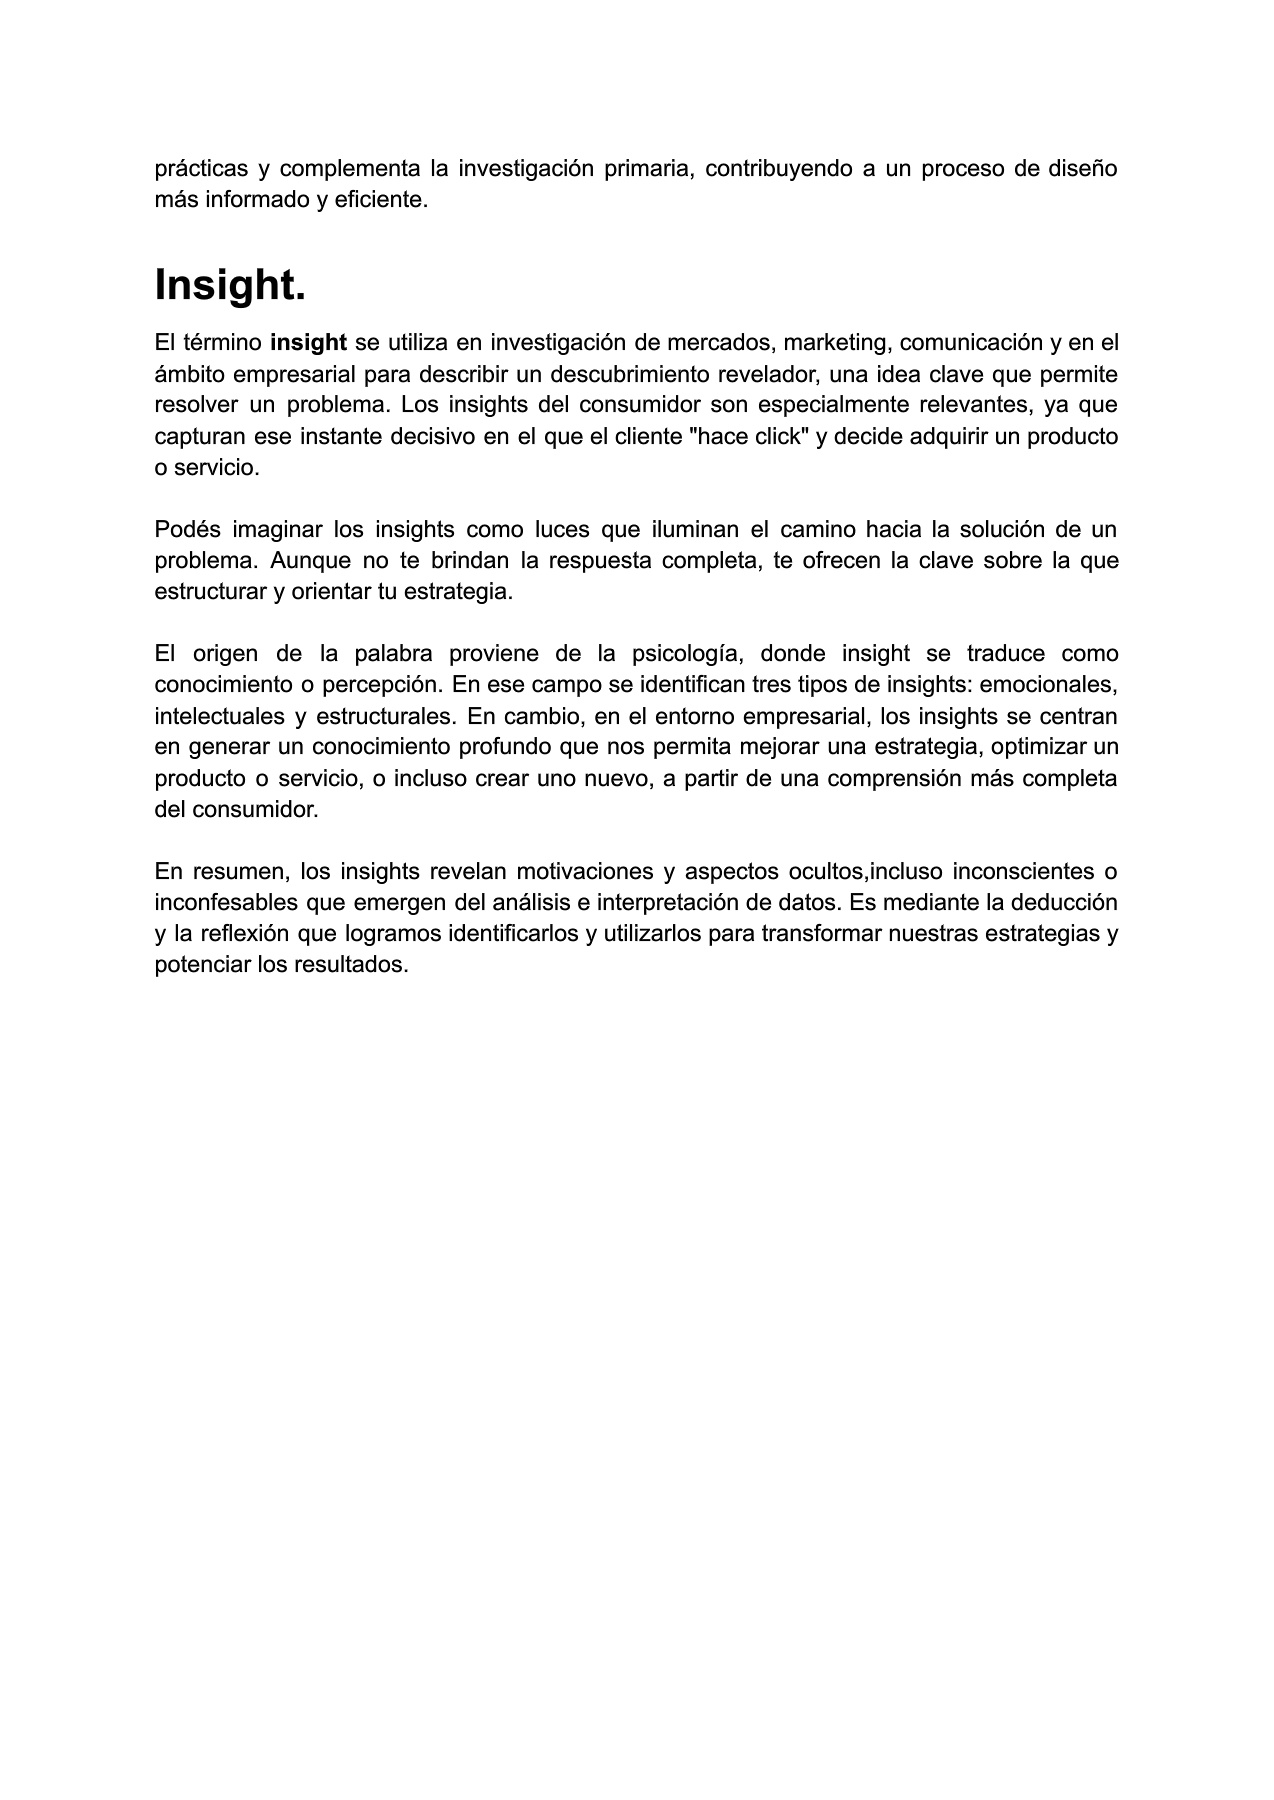 prácticas y complementa la investigación primaria, contribuyendo a un proceso de diseño
más informado y eficiente.
Insight.
El término insight se utiliza en investigación de mercados, marketing, comunicación y en el
ámbito empresarial para describir un descubrimiento revelador, una idea clave que permite
resolver un problema. Los insights del consumidor son especialmente relevantes, ya que
capturan ese instante decisivo en el que el cliente "hace click" y decide adquirir un producto
o servicio.
Podés imaginar los insights como luces que iluminan el camino hacia la solución de un
problema. Aunque no te brindan la respuesta completa, te ofrecen la clave sobre la que
estructurar y orientar tu estrategia.
El origen de la palabra proviene de la psicología, donde insight se traduce como
conocimiento o percepción. En ese campo se identifican tres tipos de insights: emocionales,
intelectuales y estructurales. En cambio, en el entorno empresarial, los insights se centran
en generar un conocimiento profundo que nos permita mejorar una estrategia, optimizar un
producto o servicio, o incluso crear uno nuevo, a partir de una comprensión más completa
del consumidor.
En resumen, los insights revelan motivaciones y aspectos ocultos,incluso inconscientes o
inconfesables que emergen del análisis e interpretación de datos. Es mediante la deducción
y la reflexión que logramos identificarlos y utilizarlos para transformar nuestras estrategias y
potenciar los resultados.